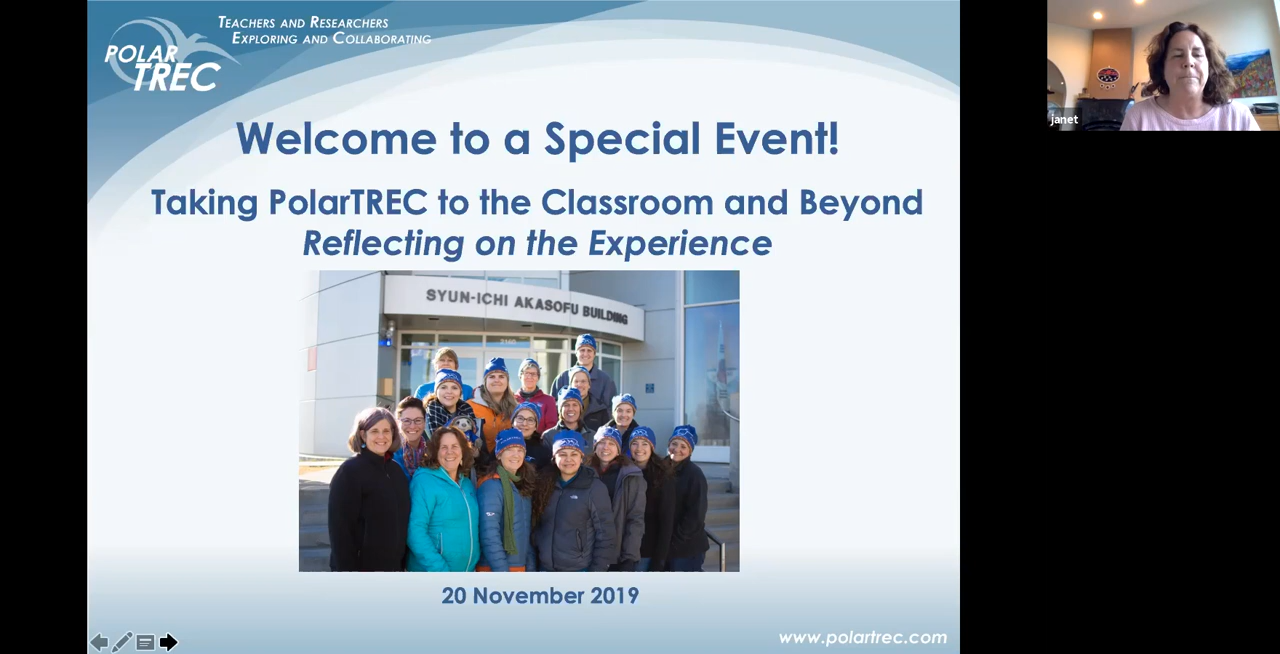 TEACHERS AND RESEARCHERS
EXPLORING AND COLLABORATING
POLAR
TREC
Welcome to a Special Event!
Taking PolarTREC to the Classroom and Beyond
Reflecting on the Experience
SYUN-ICHI AKASOFU BUILDING
2160
20 November 2019
www.polartrec.com
janet